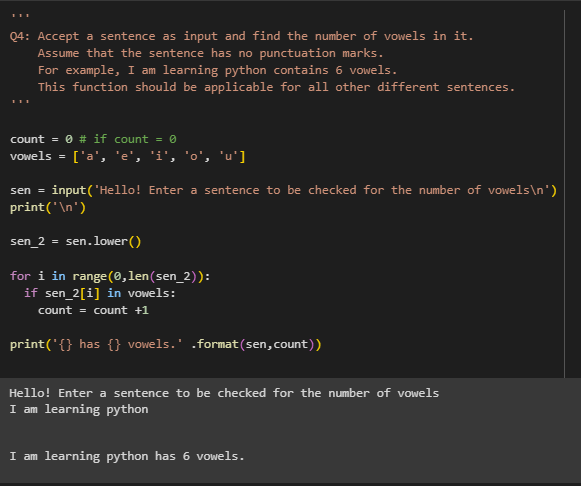 '''
Q4: Accept a sentence as input and find the number of vowels in it.
    Assume that the sentence has no punctuation marks.
    For example, I am learning python contains 6 vowels.
    This function should be applicable for all other different sentences.
'''

count = 0 # if count = 0
vowels = ['a', 'e', 'i', 'o', 'u']

sen = input('Hello! Enter a sentence to be checked for the number of vowels\n')
print('\n')

sen_2 = sen.lower()

for i in range(0,len(sen_2)):
  if sen_2[i] in vowels:
    count = count +1

print('{} has {} vowels.' .format(sen,count))

Hello! Enter a sentence to be checked for the number of vowels
I am learning python


I am learning python has 6 vowels.